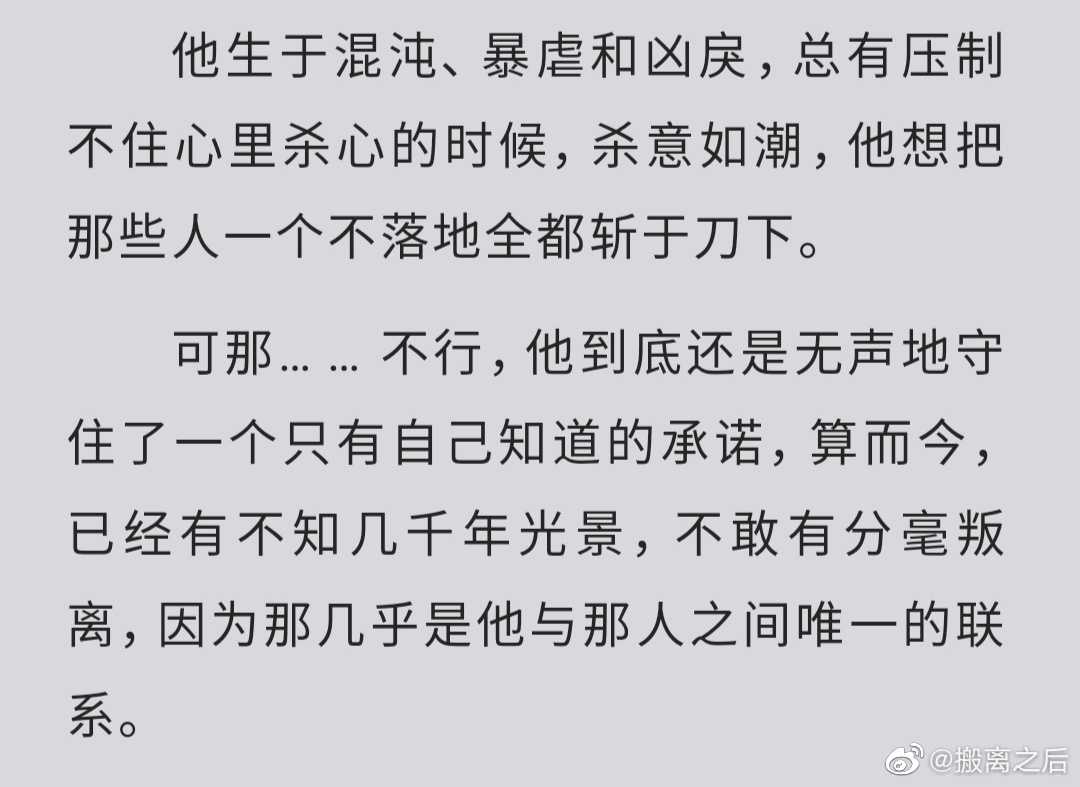 他生于混沌、暴虐和凶戾，总有压制
不住心里杀心的时候，杀意如潮，他想把
那些人一个不落地全都斩于刀下。
可那… … 不行，他到底还是无声地守
住了一个只有自己知道的承诺，算而今，
已经有不知几千年光景，不敢有分毫叛
离，因为那几乎是他与那人之间唯一的联
系。
@搬离之后